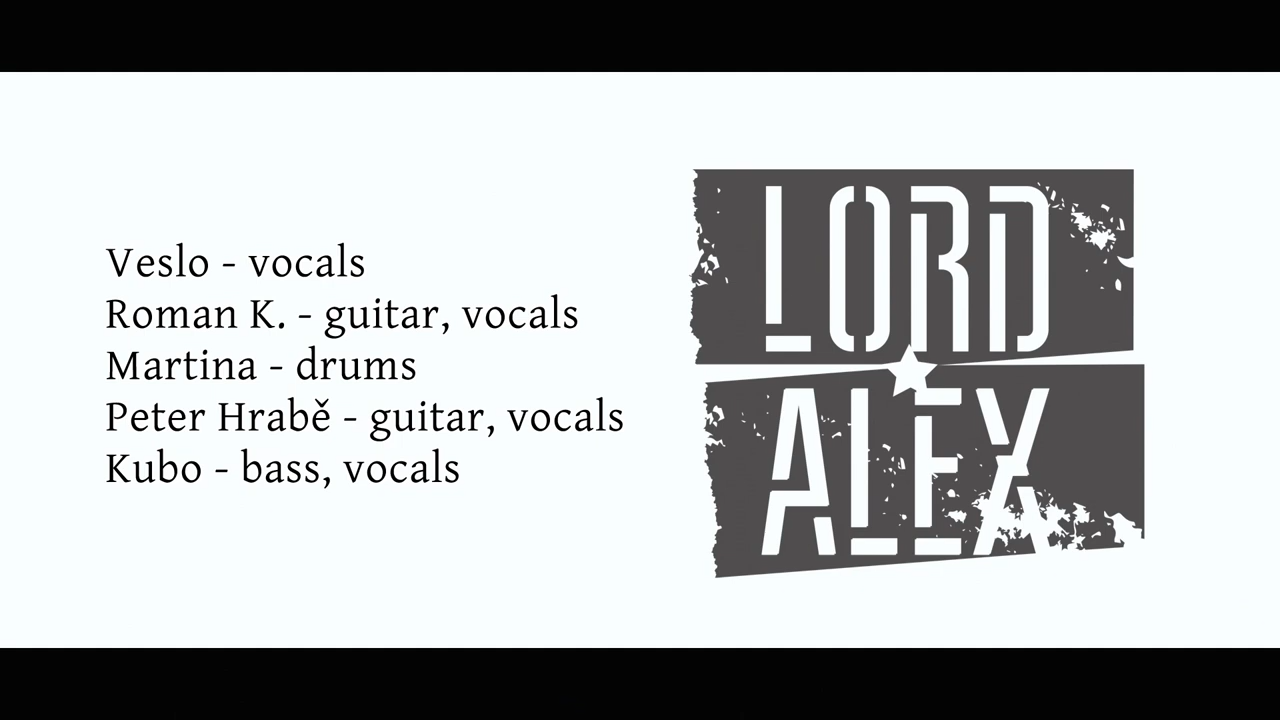 Veslo - vocals
Roman K. - guitar, vocals
Martina - drums
Peter Hrabě - guitar, vocals
Kubo - bass, vocals
LORD
ALEX